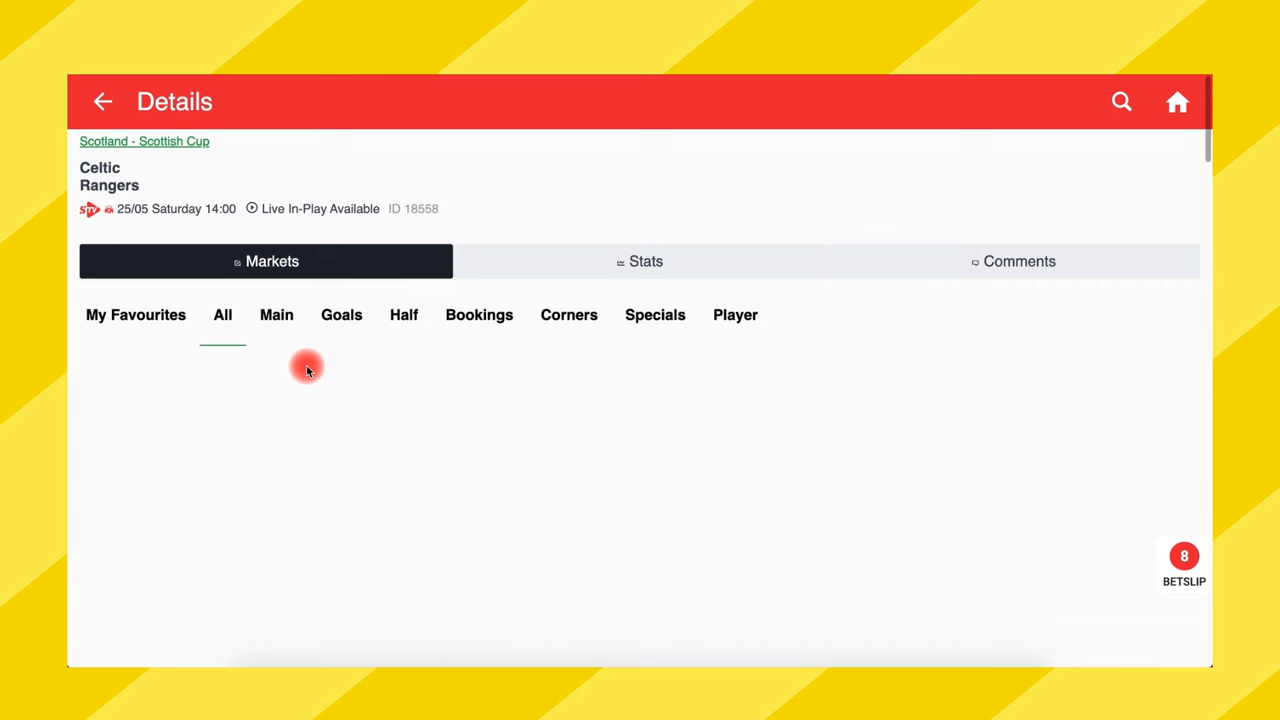 Details
Scotland - Scottish Cup
Celtic
Rangers
STV 25/05 Saturday 14:00 Live In-Play Available ID 18558
Markets Stats Comments
My Favourites All Main Goals Half Bookings Corners Specials Player
8
BETSLIP